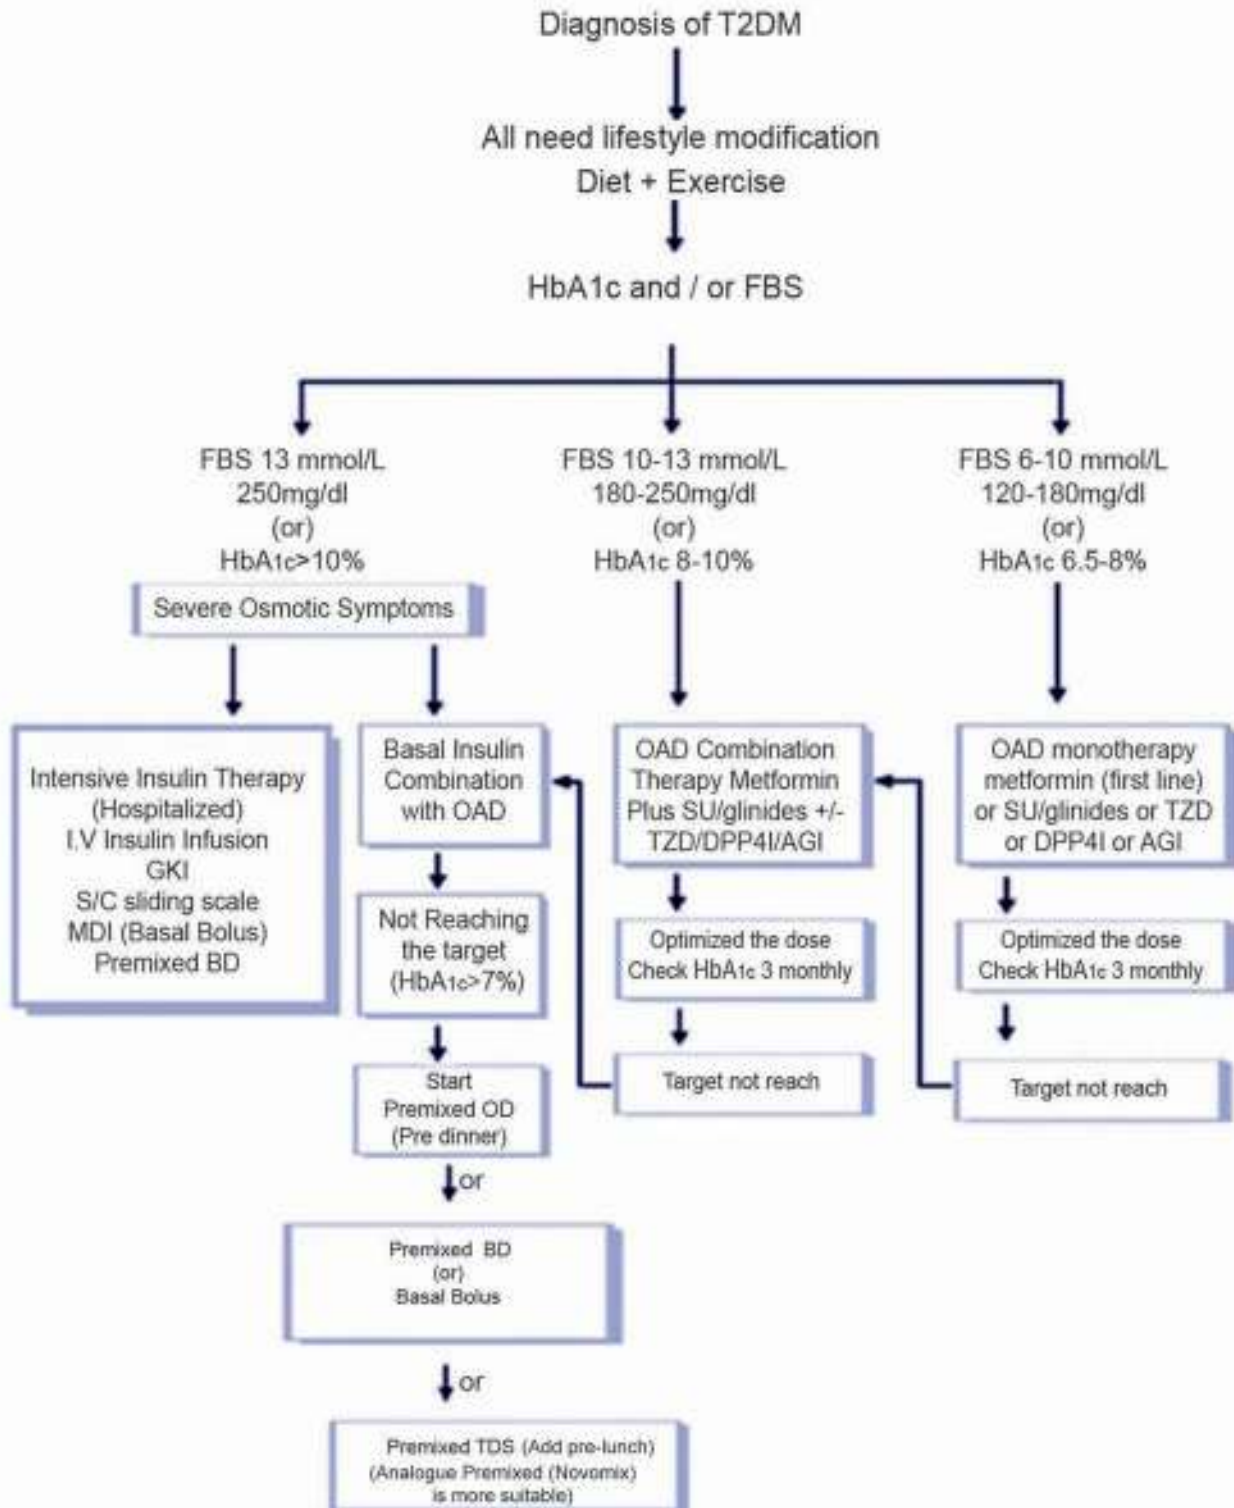 Diagnosis of T2DM
All need lifestyle modification
Diet + Exercise
HbA1c and / or FBS
FBS 13 mmol/L
250mg/dl
(or)
HbA1c>10%
Severe Osmotic Symptoms
FBS 10-13 mmol/L
180-250mg/dl
(or)
HbA1c 8-10%
FBS 6-10 mmol/L
120-180mg/dl
(or)
HbA1c 6.5-8%
Intensive Insulin Therapy
(Hospitalized)
I.V Insulin Infusion
GKI
S/C sliding scale
MDI (Basal Bolus)
Premixed BD
Basal Insulin
Combination
with OAD
Not Reaching
the target
(HbA1c>7%)
Start
Premixed OD
(Pre dinner)
or
Premixed BD
(or)
Basal Bolus
or
Premixed TDS (Add pre-lunch)
(Analogue Premixed (Novomix)
is more suitable)
OAD Combination
Therapy Metformin
Plus SU/glinides +/-
TZD/DPP4I/AGI
Optimized the dose
Check HbA1c 3 monthly
Target not reach
OAD monotherapy
metformin (first line)
or SU/glinides or TZD
or DPP4I or AGI
Optimized the dose
Check HbA1c 3 monthly
Target not reach